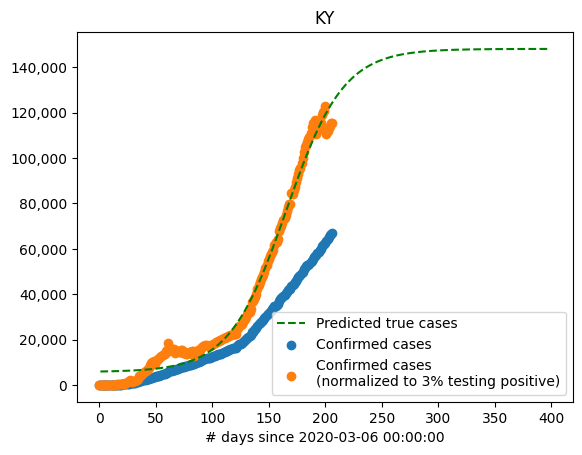 KY
140,000
120,000
100,000
80,000
60,000
40,000
20,000
0
Predicted true cases
Confirmed cases
Confirmed cases
(normalized to 3% testing positive)
0 50 100 150 200 250 300 350 400
# days since 2020-03-06 00:00:00